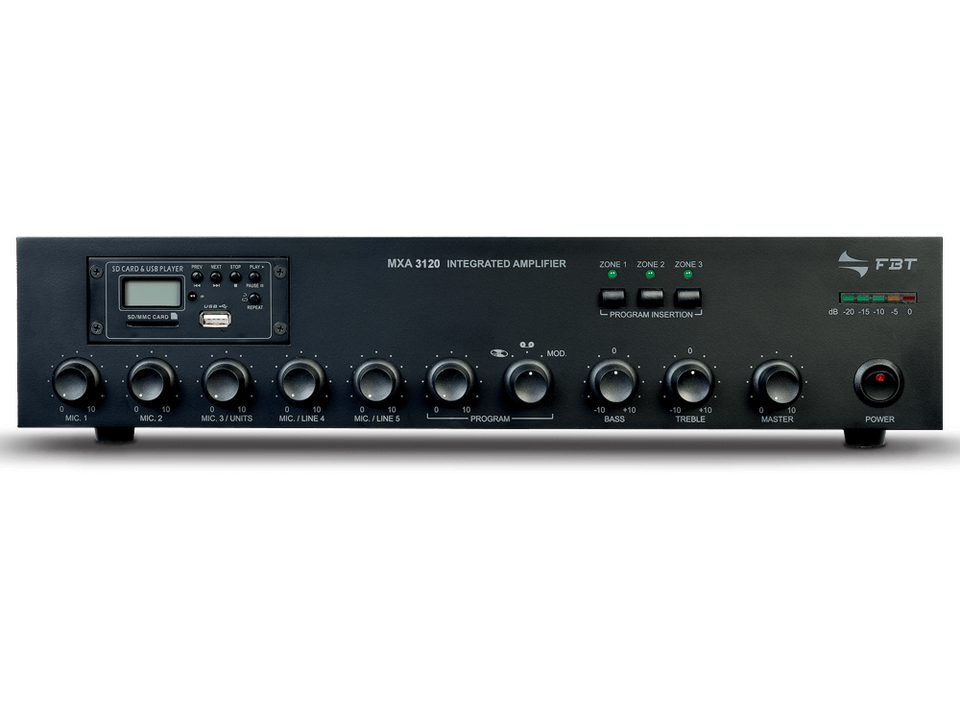 MXA 3120 INTEGRATED AMPLIFIER
FBT
SD CARD & USB PLAYER
PREV NEXT STOP PLAY
PAUSE
REPEAT
USB
SD/MMC CARD
ZONE 1 ZONE 2 ZONE 3
PROGRAM INSERTION
dB -20 -15 -10 -5 0
MOD.
0 10
MIC. 1
0 10
MIC. 2
0 10
MIC. 3 / UNITS
0 10
MIC. / LINE 4
0 10
MIC. / LINE 5
0 10
PROGRAM
0
-10 +10
BASS
0
-10 +10
TREBLE
0 10
MASTER
POWER